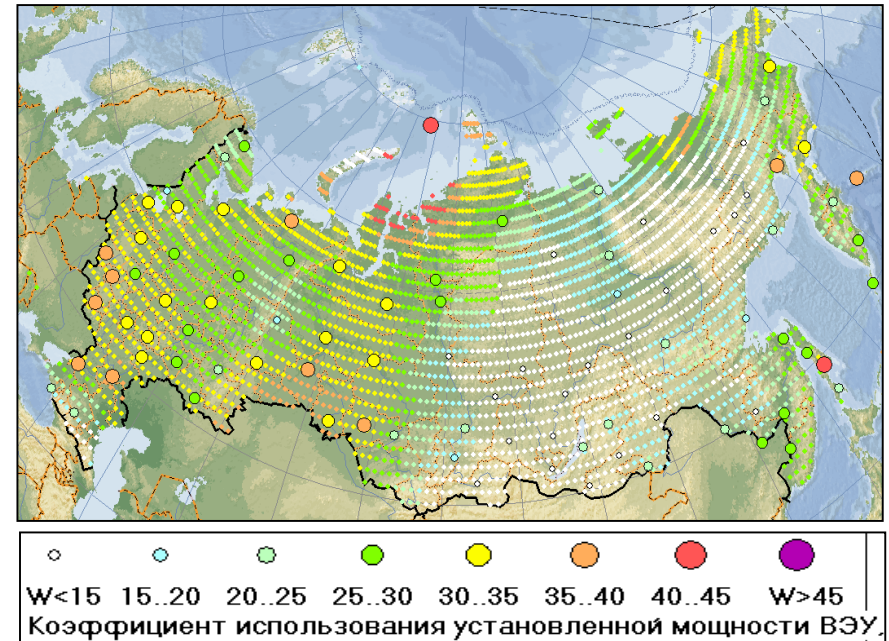 W<15 15..20 20..25 25..30 30..35 35..40 40..45 W>45
Коэффициент использования установленной мощности ВЭУ,